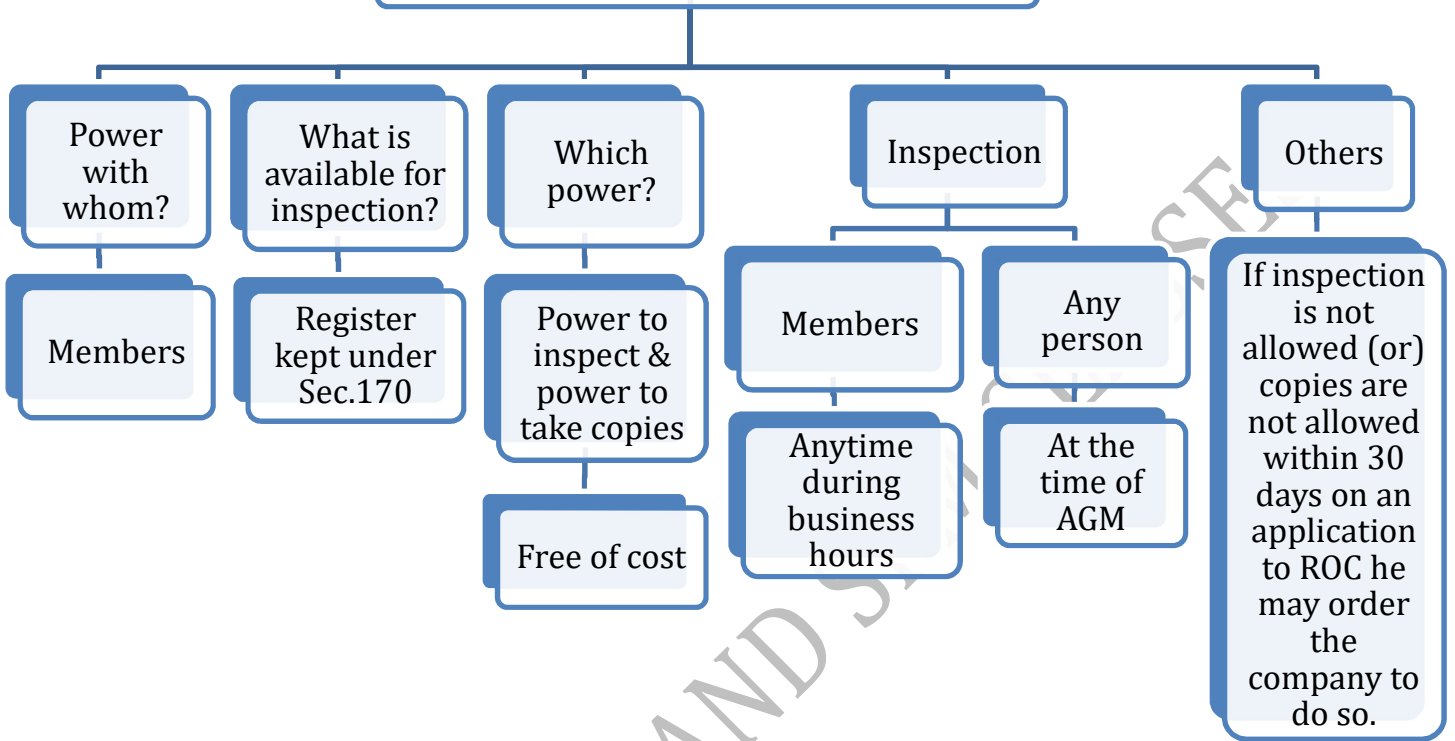 Power
with
whom?
Members
What is
available for
inspection?
Register
kept under
Sec.170
Which
power?
Power to
inspect &
power to
take copies
Free of cost
Inspection
Members
Anytime
during
business
hours
Any
person
At the
time of
AGM
Others
If inspection
is not
allowed (or)
copies are
not allowed
within 30
days on an
application
to ROC he
may order
the
company to
do so.
AND